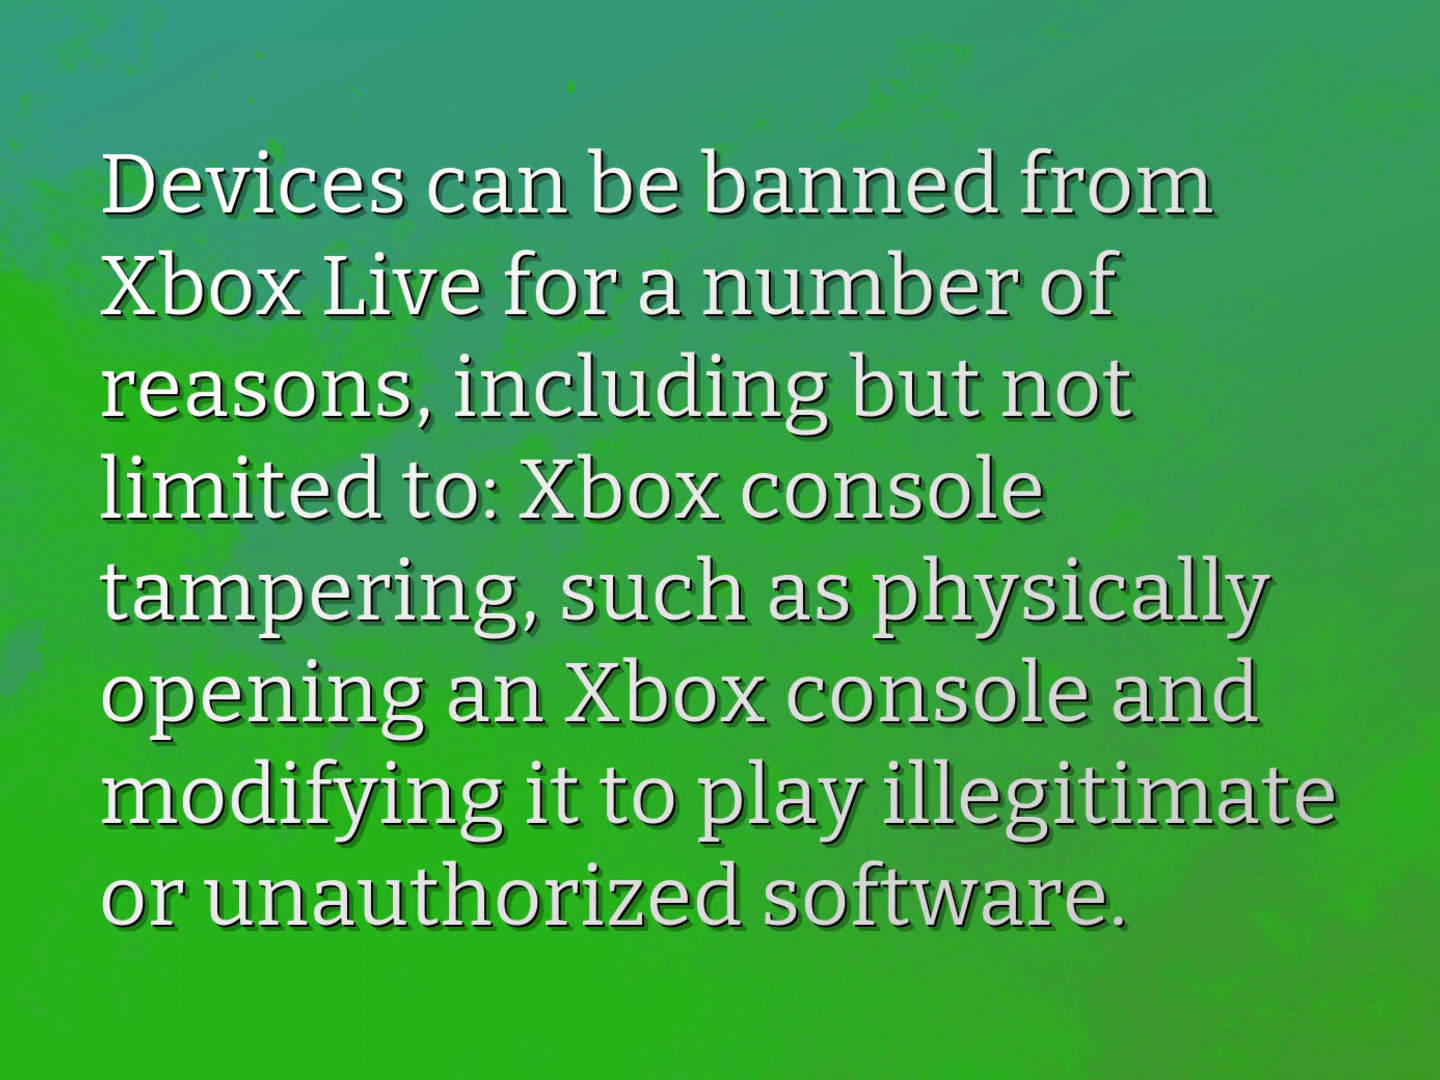 Devices can be banned from
Xbox Live for a number of
reasons, including but not
limited to: Xbox console
tampering, such as physically
opening an Xbox console and
modifying it to play illegitimate
or unauthorized software.